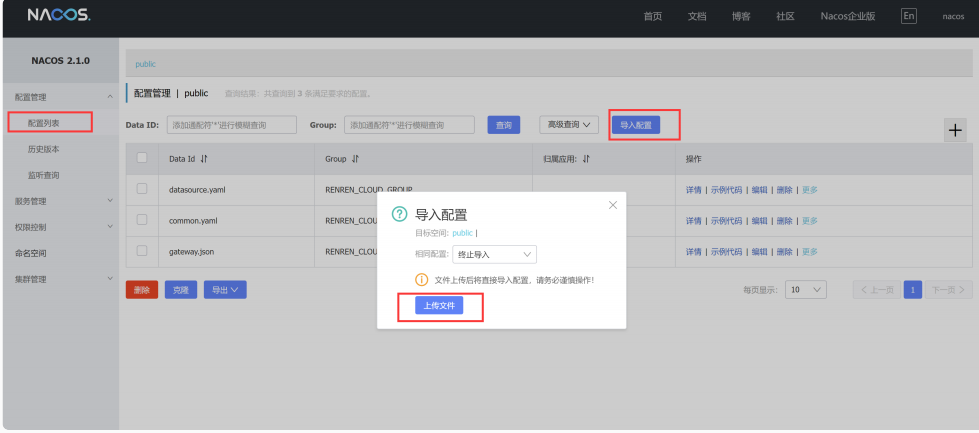 NACOS.
首页 文档 博客 社区 Nacos企业版 En nacos
NACOS 2.1.0
配置管理
配置列表
历史版本
监听查询
服务管理
权限控制
命名空间
集群管理
public
配置管理 | public 查询结果：共查询到 3 条满足要求的配置。
Data ID: 添加通配符'*'进行模糊查询 Group: 添加通配符'*'进行模糊查询 查询 高级查询 导入配置 +
Data Id Group 归属应用: 操作
datasource.yaml RENREN_CLOUD_GROUP 详情 | 示例代码 | 编辑 | 删除 | 更多
common.yaml RENREN_CLOU 详情 | 示例代码 | 编辑 | 删除 | 更多
gateway.json RENREN_CLOU 详情 | 示例代码 | 编辑 | 删除 | 更多
删除 克隆 导出 每页显示: 10 < 上一页 1 下一页 >
导入配置
目标空间: public |
相同配置: 终止导入
文件上传后将直接导入配置，请务必谨慎操作!
上传文件